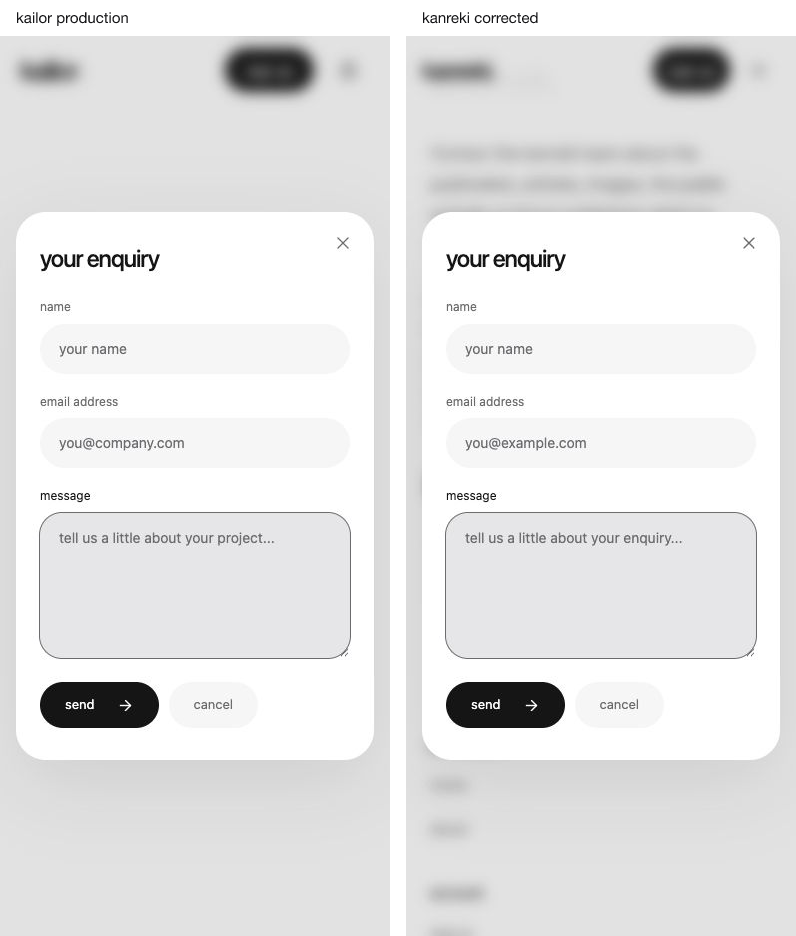 kailor production
your enquiry
name
your name
email address
you@company.com
message
tell us a little about your project...
send
cancel
kanreki corrected
your enquiry
name
your name
email address
you@example.com
message
tell us a little about your enquiry...
send
cancel